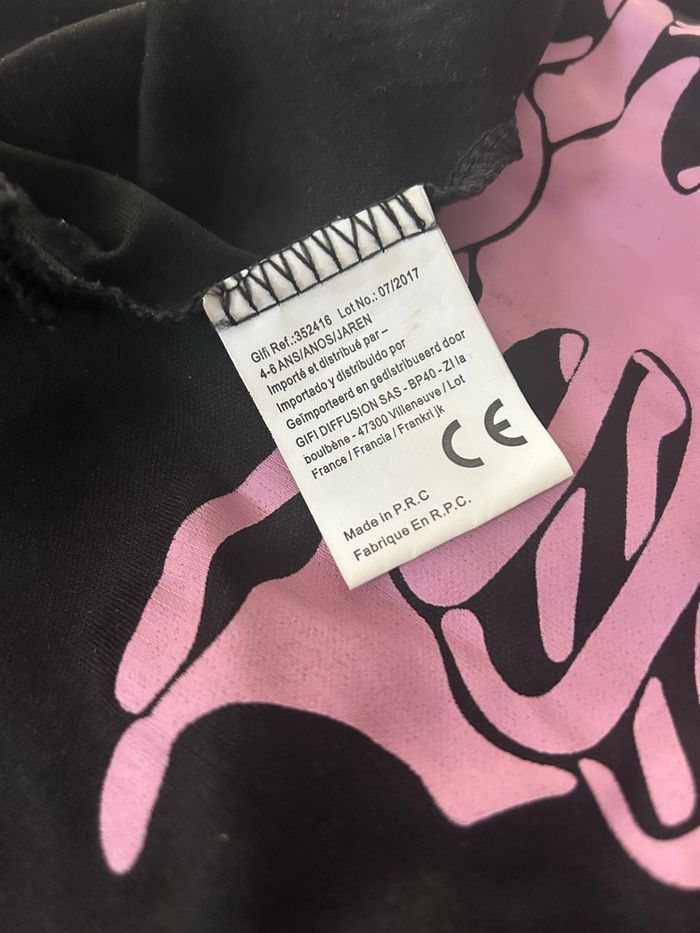 Gifi Ref.:352416 Lot No.: 07/2017
4-6 ANS/ANOS/JAREN
Importé et distribué par–
Importado y distribuido por
Geïmporteerd en gedistribueerd door
GIFI DIFFUSION SAS - BP40 - ZI la
boulbène - 47300 Villeneuve / Lot
France / Francia / Frankri jk
CE
Made in P.R.C
Fabrique En R.P.C.